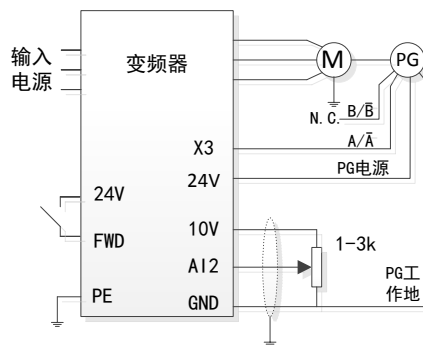 输入
电源
变频器
M
PG
N.C.
B/B̅
A/A̅
X3
24V
PG电源
24V
FWD
10V
1-3k
AI2
PG工
作地
PE
GND